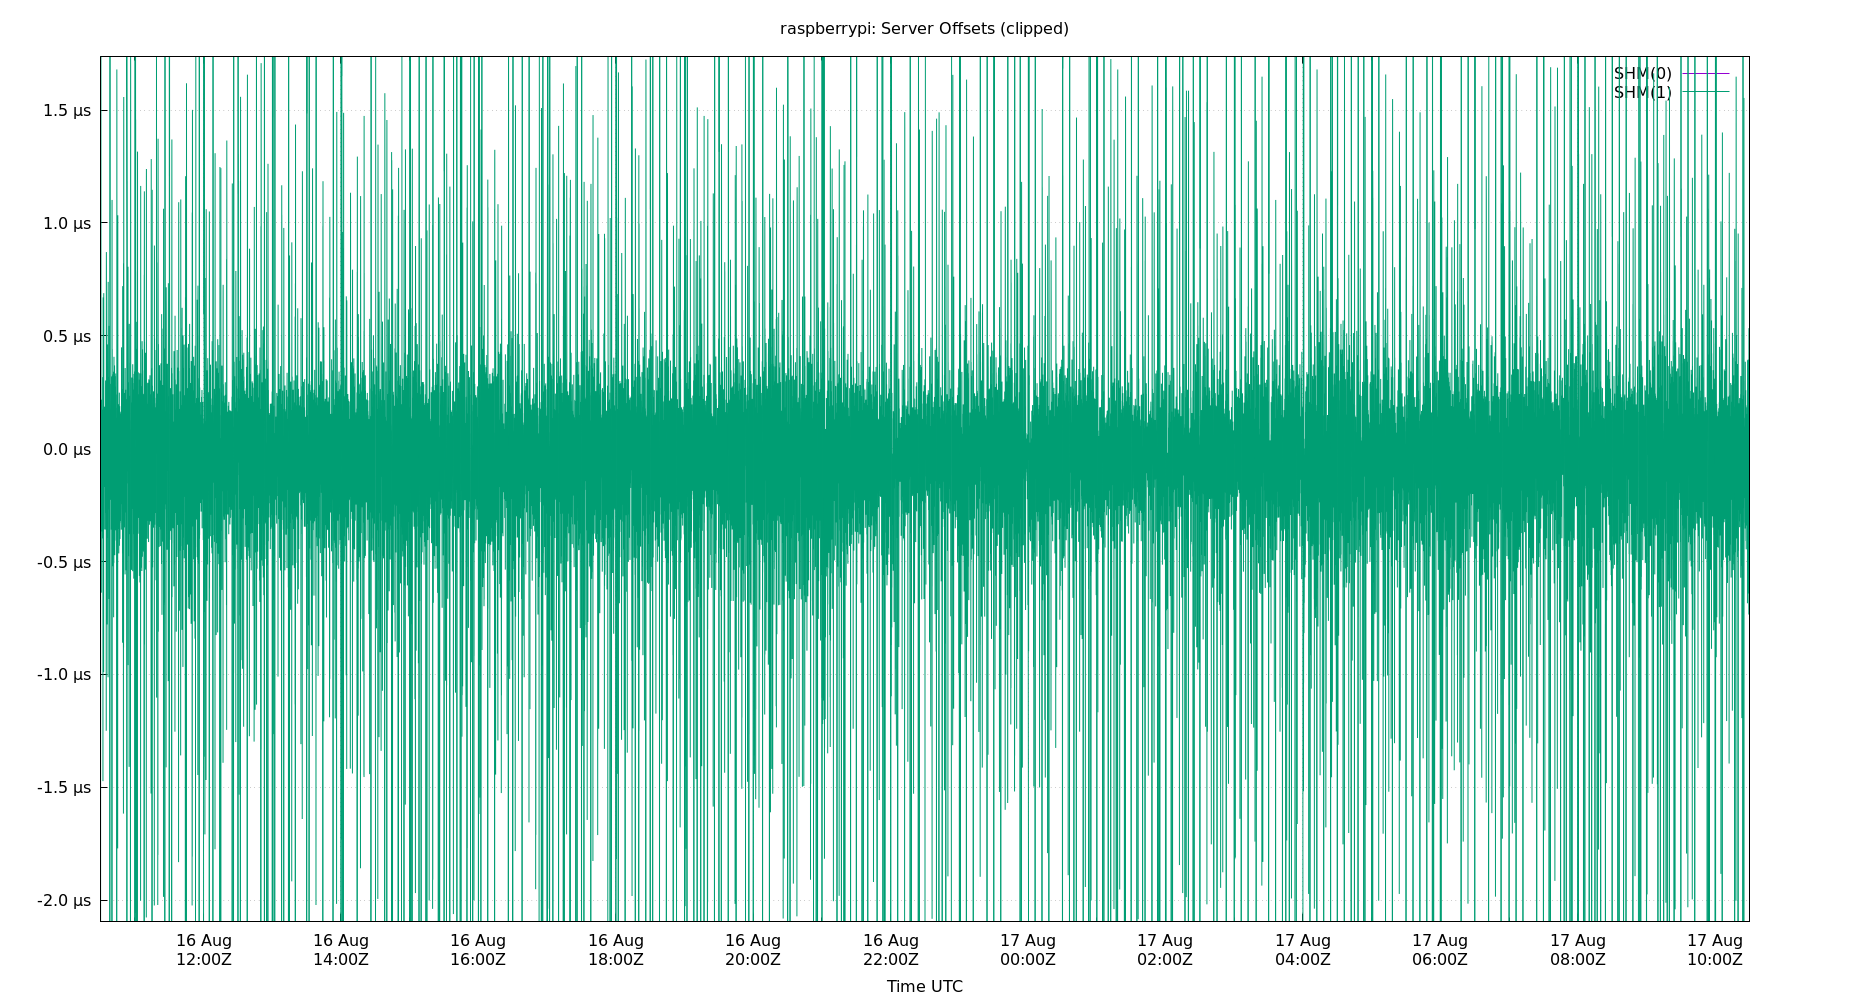 raspberrypi: Server Offsets (clipped)
SHM(0)
SHM(1)
1.5 µs
1.0 µs
0.5 µs
0.0 µs
-0.5 µs
-1.0 µs
-1.5 µs
-2.0 µs
16 Aug 16 Aug 16 Aug 16 Aug 16 Aug 16 Aug 17 Aug 17 Aug 17 Aug 17 Aug 17 Aug 17 Aug
12:00Z 14:00Z 16:00Z 18:00Z 20:00Z 22:00Z 00:00Z 02:00Z 04:00Z 06:00Z 08:00Z 10:00Z
Time UTC